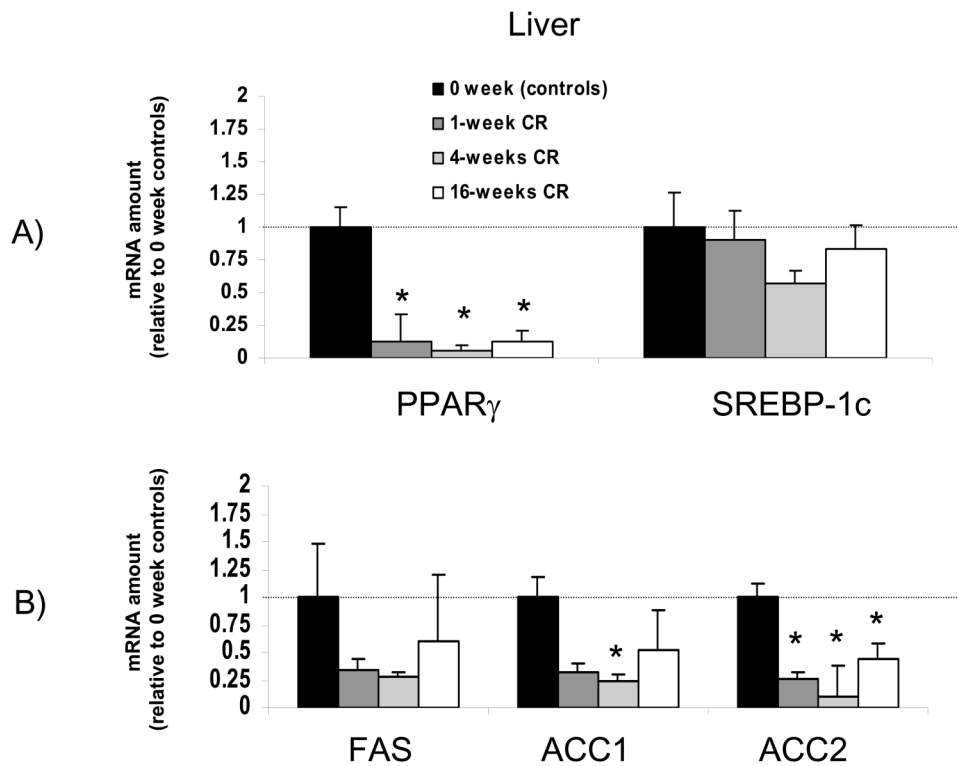 Liver
A)
mRNA amount
(relative to 0 week controls)
2
1.75
1.5
1.25
1
0.75
0.5
0.25
0
0 week (controls)
1-week CR
4-weeks CR
16-weeks CR
* * *
PPARγ SREBP-1c
B)
mRNA amount
(relative to 0 week controls)
2
1.75
1.5
1.25
1
0.75
0.5
0.25
0
* * * *
FAS ACC1 ACC2